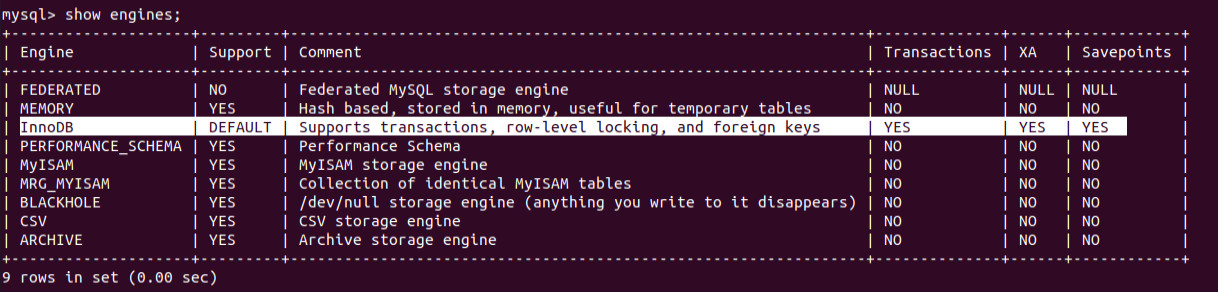 mysql> show engines;
+--------------------+---------+----------------------------------------------------------------+--------------+------+------------+
| Engine             | Support | Comment                                                        | Transactions | XA   | Savepoints |
+--------------------+---------+----------------------------------------------------------------+--------------+------+------------+
| FEDERATED          | NO      | Federated MySQL storage engine                                 | NULL         | NULL | NULL       |
| MEMORY             | YES     | Hash based, stored in memory, useful for temporary tables      | NO           | NO   | NO         |
| InnoDB             | DEFAULT | Supports transactions, row-level locking, and foreign keys     | YES          | YES  | YES        |
| PERFORMANCE_SCHEMA | YES     | Performance Schema                                             | NO           | NO   | NO         |
| MyISAM             | YES     | MyISAM storage engine                                          | NO           | NO   | NO         |
| MRG_MYISAM         | YES     | Collection of identical MyISAM tables                          | NO           | NO   | NO         |
| BLACKHOLE          | YES     | /dev/null storage engine (anything you write to it disappears) | NO           | NO   | NO         |
| CSV                | YES     | CSV storage engine                                             | NO           | NO   | NO         |
| ARCHIVE            | YES     | Archive storage engine                                         | NO           | NO   | NO         |
+--------------------+---------+----------------------------------------------------------------+--------------+------+------------+
9 rows in set (0.00 sec)